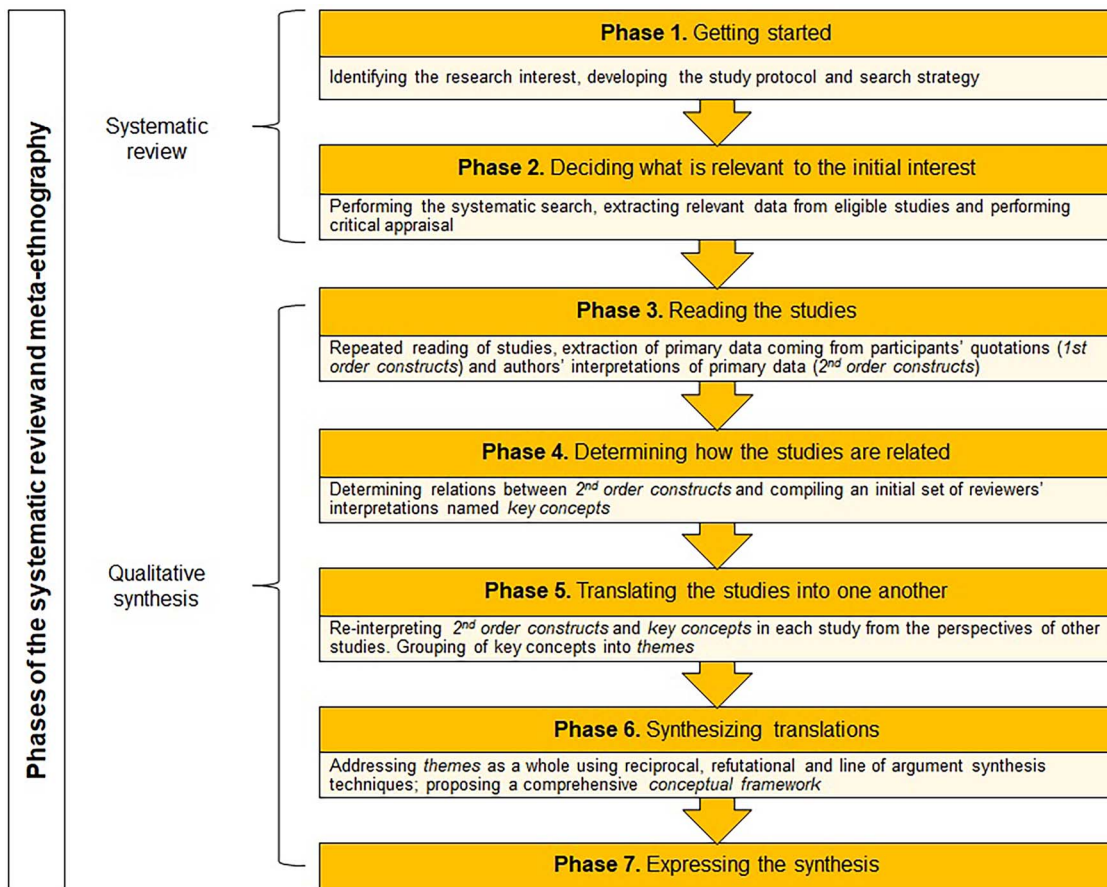 Phases of the systematic review and meta-ethnography
Systematic
review
Phase 1. Getting started
Identifying the research interest, developing the study protocol and search strategy
Phase 2. Deciding what is relevant to the initial interest
Performing the systematic search, extracting relevant data from eligible studies and performing
critical appraisal
Qualitative
synthesis
Phase 3. Reading the studies
Repeated reading of studies, extraction of primary data coming from participants' quotations (1st
order constructs) and authors' interpretations of primary data (2nd order constructs)
Phase 4. Determining how the studies are related
Determining relations between 2nd order constructs and compiling an initial set of reviewers'
interpretations named key concepts
Phase 5. Translating the studies into one another
Re-interpreting 2nd order constructs and key concepts in each study from the perspectives of other
studies. Grouping of key concepts into themes
Phase 6. Synthesizing translations
Addressing themes as a whole using reciprocal, refutational and line of argument synthesis
techniques; proposing a comprehensive conceptual framework
Phase 7. Expressing the synthesis